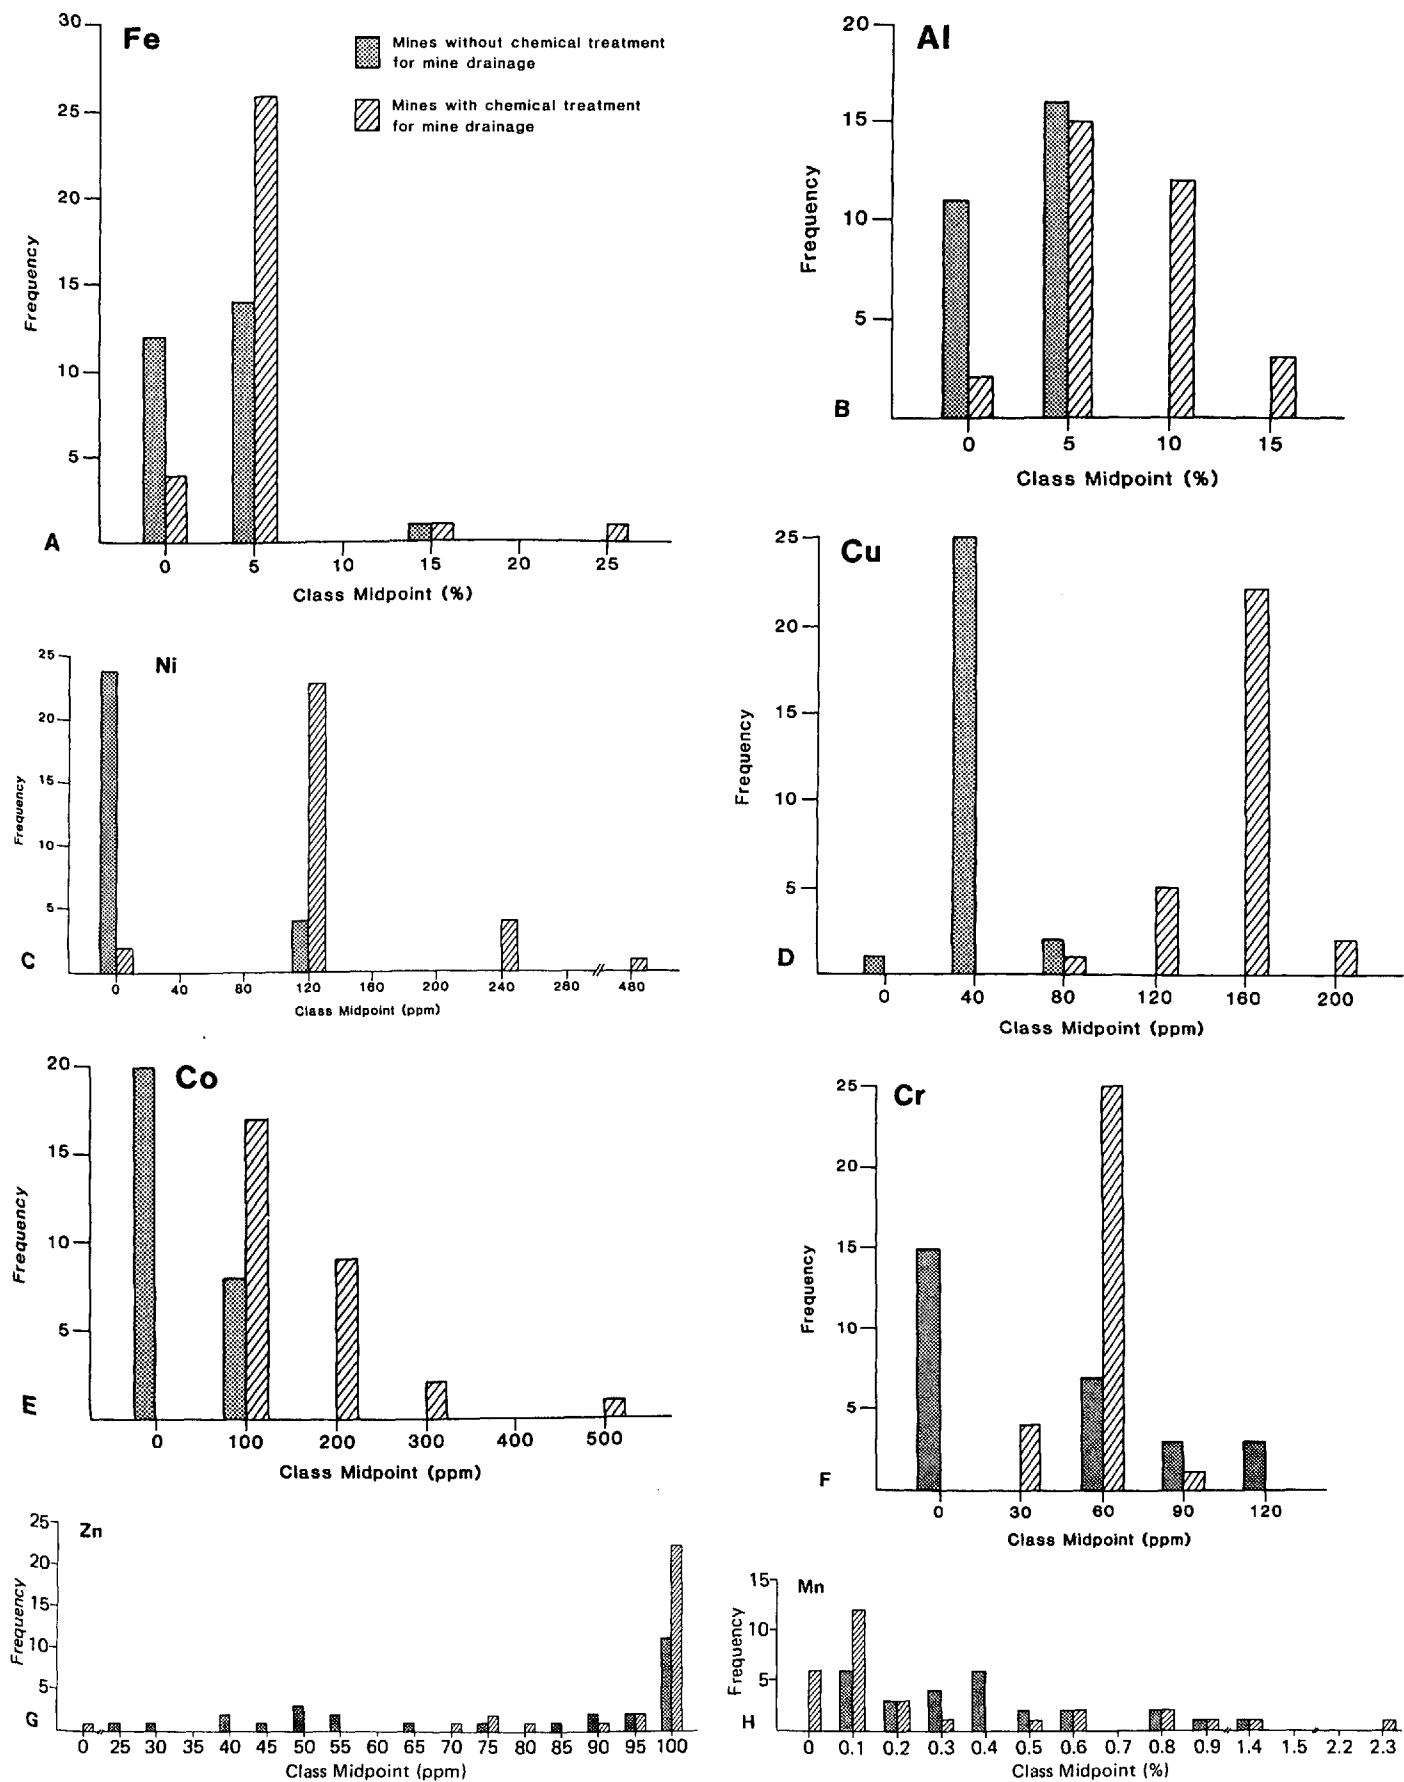 Fe
Mines without chemical treatment
for mine drainage
Mines with chemical treatment
for mine drainage
30
25
20
15
10
5
Frequency
A
0 5 10 15 20 25
Class Midpoint (%)
Al
20
15
10
5
Frequency
B
0 5 10 15
Class Midpoint (%)
Ni
25
20
15
10
5
Frequency
C
0 40 80 120 160 200 240 280 480
Class Midpoint (ppm)
Cu
25
20
15
10
5
Frequency
D
0 40 80 120 160 200
Class Midpoint (ppm)
Co
20
15
10
5
Frequency
E
0 100 200 300 400 500
Class Midpoint (ppm)
Cr
25
20
15
10
5
Frequency
F
0 30 60 90 120
Class Midpoint (ppm)
Zn
25
20
15
10
5
Frequency
G
0 25 30 35 40 45 50 55 60 65 70 75 80 85 90 95 100
Class Midpoint (ppm)
Mn
15
10
5
Frequency
H
0 0.1 0.2 0.3 0.4 0.5 0.6 0.7 0.8 0.9 1.4 1.5 2.2 2.3
Class Midpoint (%)